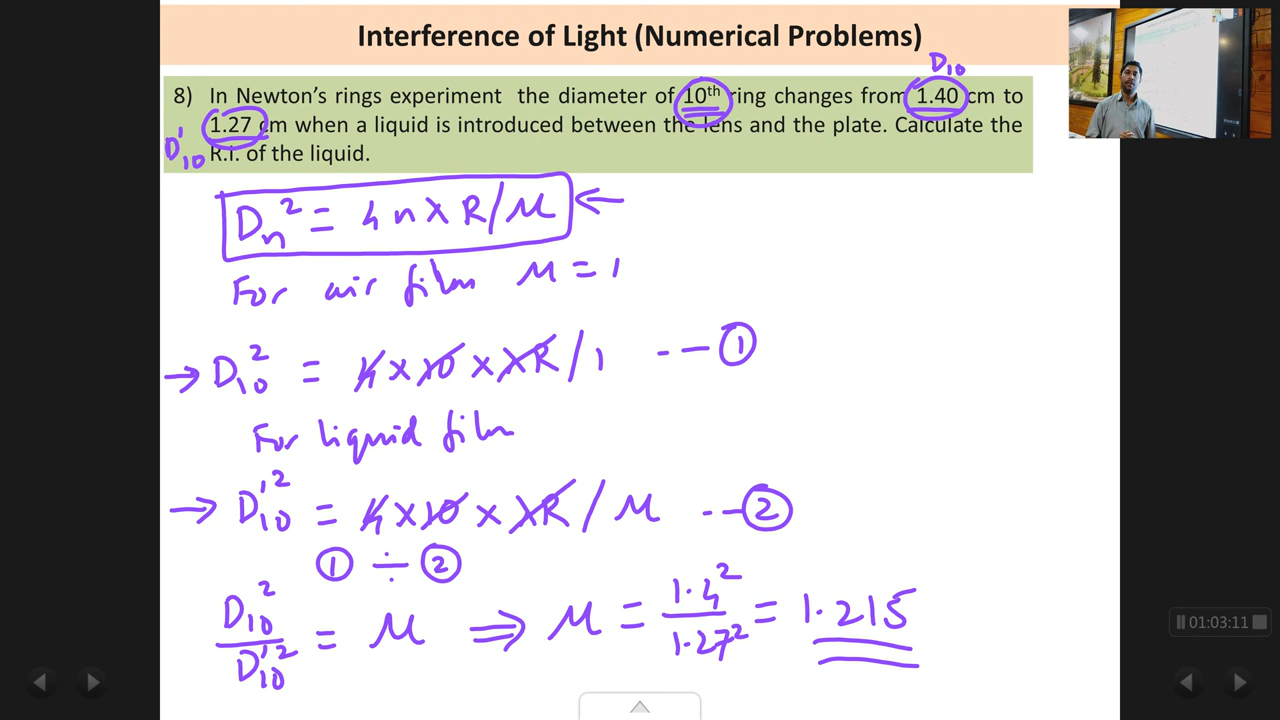 Interference of Light (Numerical Problems)
D₁₀
8) In Newton's rings experiment the diameter of 10th ring changes from 1.40 cm to
1.27 cm when a liquid is introduced between the lens and the plate. Calculate the
D'₁₀ R.I. of the liquid.
Dₙ² = 4nλR/μ ←
For air film μ = 1
→ D₁₀² = 4 × 10 × λR / 1 --- ①
For liquid film
→ D'₁₀² = 4 × 10 × λR / μ --- ②
① ÷ ②
D₁₀² / D'₁₀² = μ ⇒ μ = 1.4² / 1.27² = 1.215
01:03:11